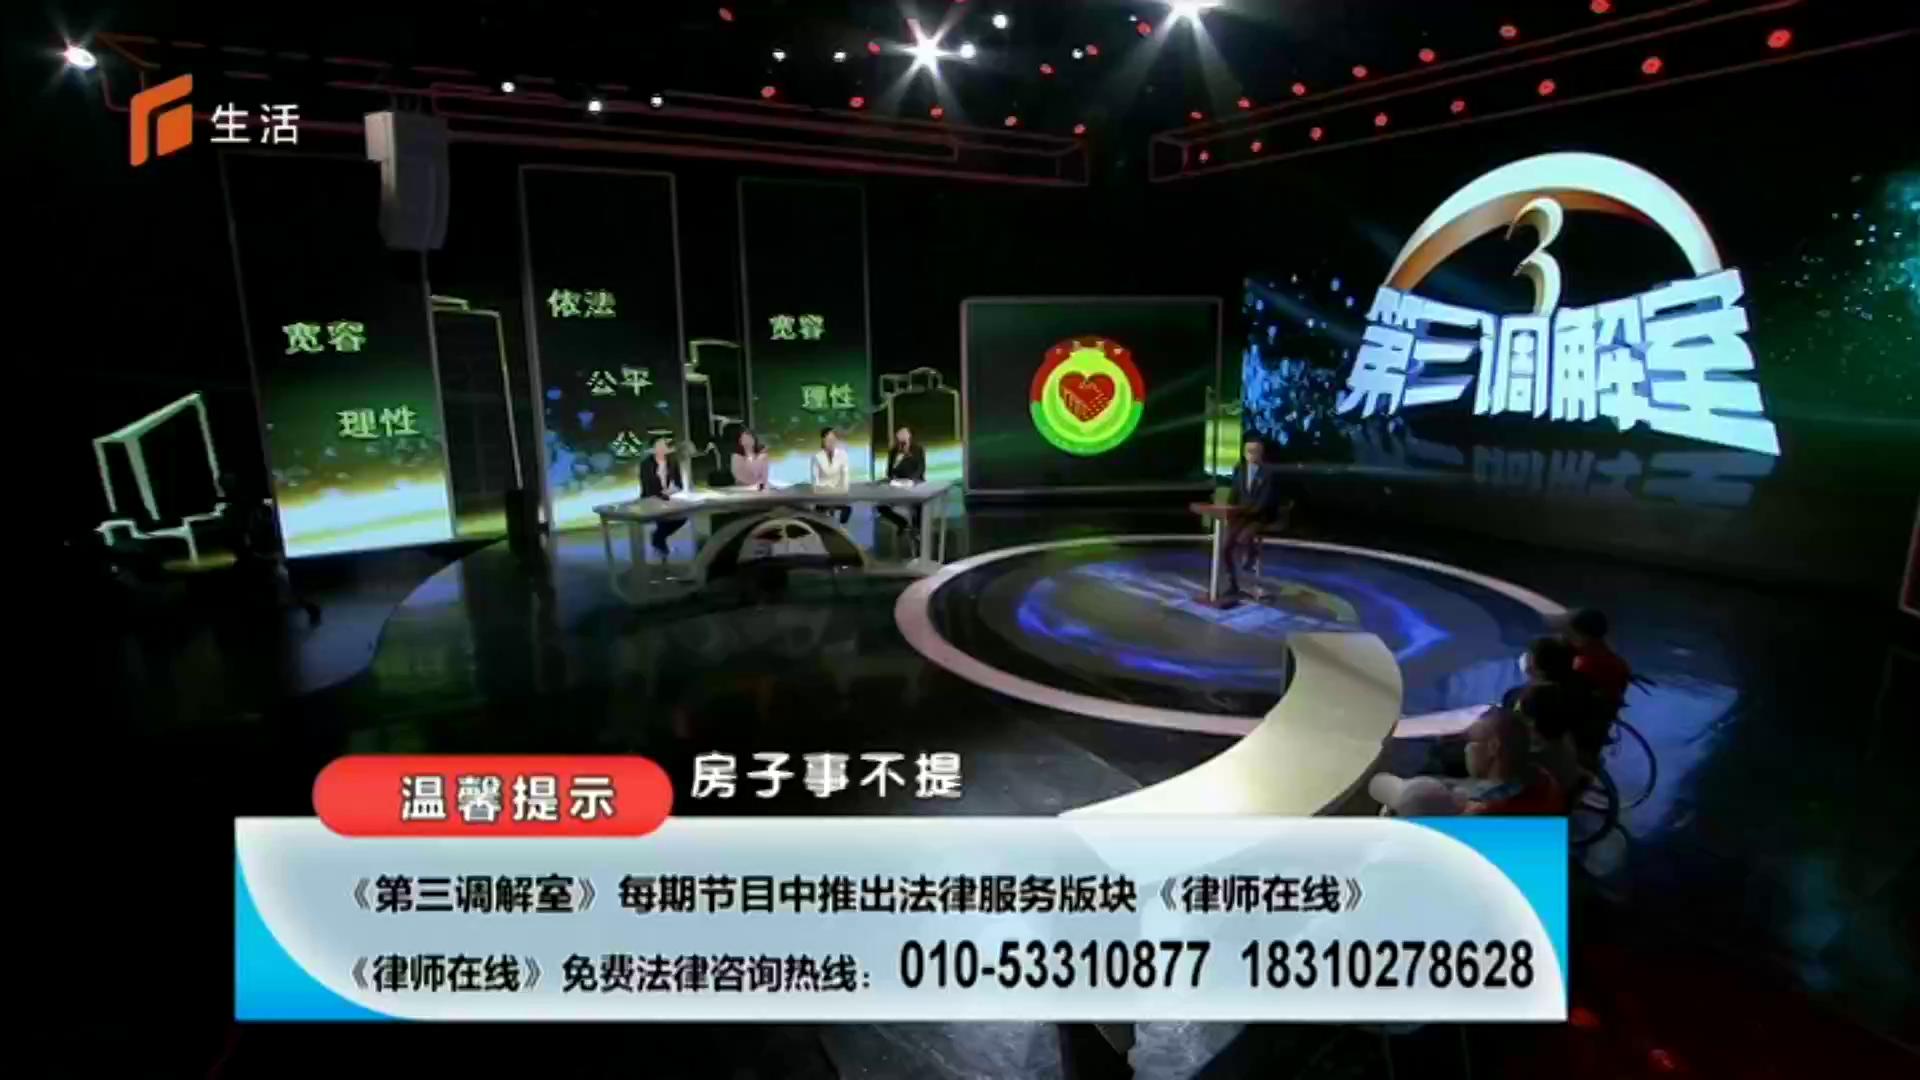 生活
3
第三调解室
依法
宽容
宽容
公平
理性
理性
房子事不提
温馨提示
《第三调解室》每期节目中推出法律服务版块《律师在线》
《律师在线》免费法律咨询热线：010-53310877 18310278628